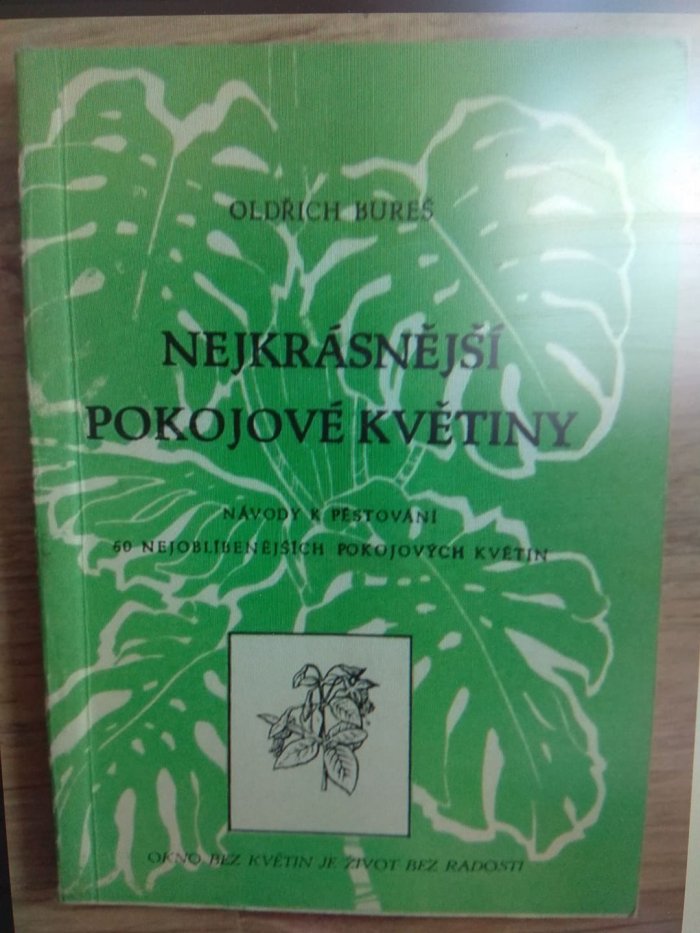 OLDŘICH BUREŠ
NEJKRÁSNĚJŠÍ
POKOJOVÉ KVĚTINY
NÁVODY K PĚSTOVÁNÍ
60 NEJOBLÍBENĚJŠÍCH POKOJOVÝCH KVĚTIN
OKNO BEZ KVĚTIN JE ŽIVOT BEZ RADOSTI